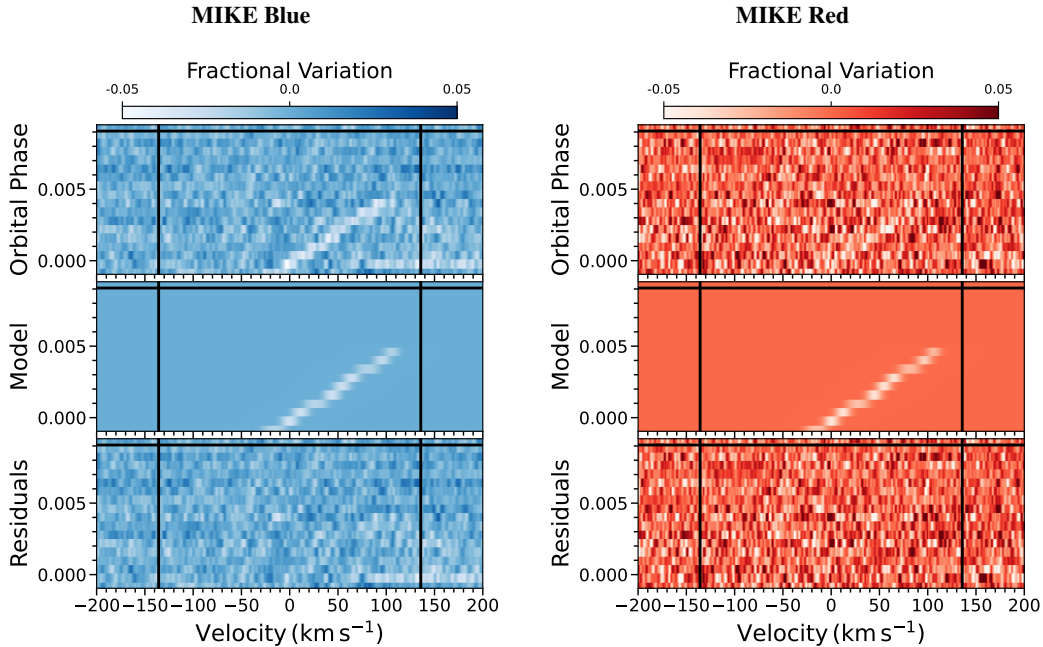 MIKE Blue
MIKE Red
Fractional Variation
-0.05 0.0 0.05
Fractional Variation
-0.05 0.0 0.05
Orbital Phase
0.005
0.000
Orbital Phase
0.005
0.000
Model
0.005
0.000
Model
0.005
0.000
Residuals
0.005
0.000
Residuals
0.005
0.000
−200 −150 −100 −50 0 50 100 150 200
Velocity (km s⁻¹)
−200 −150 −100 −50 0 50 100 150 200
Velocity (km s⁻¹)